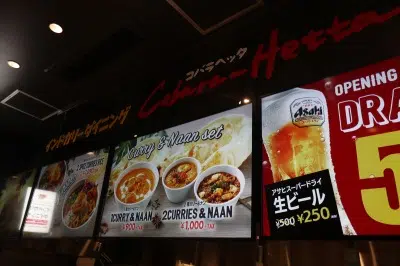 インドカリーダイニング
コバラヘッタ
Cobara-Hetta
Curry & Naan set
1CURRY & NAAN
¥900
2CURRIES & NAAN
¥1,000
Asahi
アサヒスーパードライ
生ビール
¥500 ¥250
OPENING
DRA
5